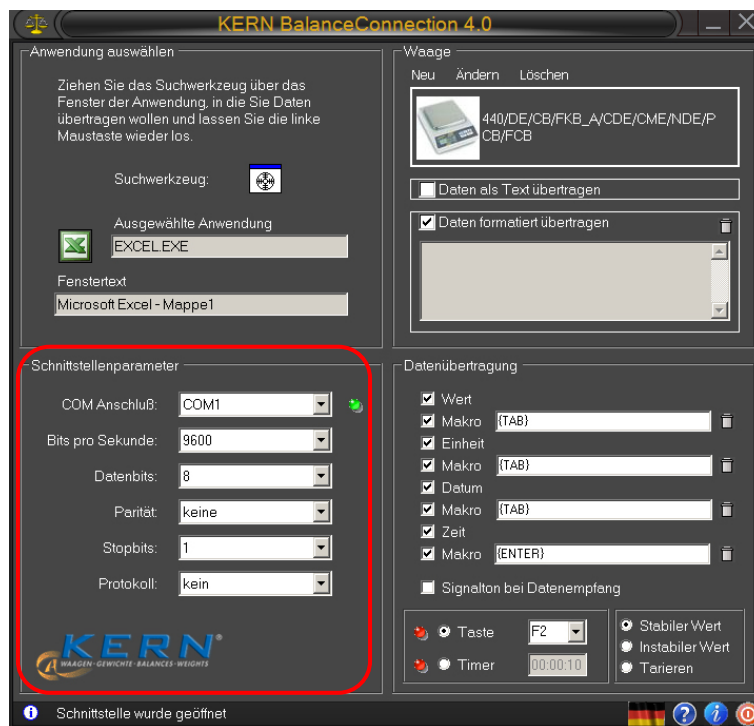 KERN BalanceConnection 4.0
Anwendung auswählen
Ziehen Sie das Suchwerkzeug über das
Fenster der Anwendung, in die Sie Daten
übertragen wollen und lassen Sie die linke
Maustaste wieder los.
Suchwerkzeug:
Ausgewählte Anwendung
EXCEL.EXE
Fenstertext
Microsoft Excel - Mappe1
Waage
Neu Ändern Löschen
440/DE/CB/FKB_A/CDE/CME/NDE/P
CB/FCB
Daten als Text übertragen
Daten formatiert übertragen
Schnittstellenparameter
COM Anschluß: COM1
Bits pro Sekunde: 9600
Datenbits: 8
Parität: keine
Stopbits: 1
Protokoll: kein
KERN®
WAAGEN·GEWICHTE·BALANCES·WEIGHTS
Datenübertragung
Wert
Makro {TAB}
Einheit
Makro {TAB}
Datum
Makro {TAB}
Zeit
Makro {ENTER}
Signalton bei Datenempfang
Taste F2
Timer 00:00:10
Stabiler Wert
Instabiler Wert
Tarieren
Schnittstelle wurde geöffnet